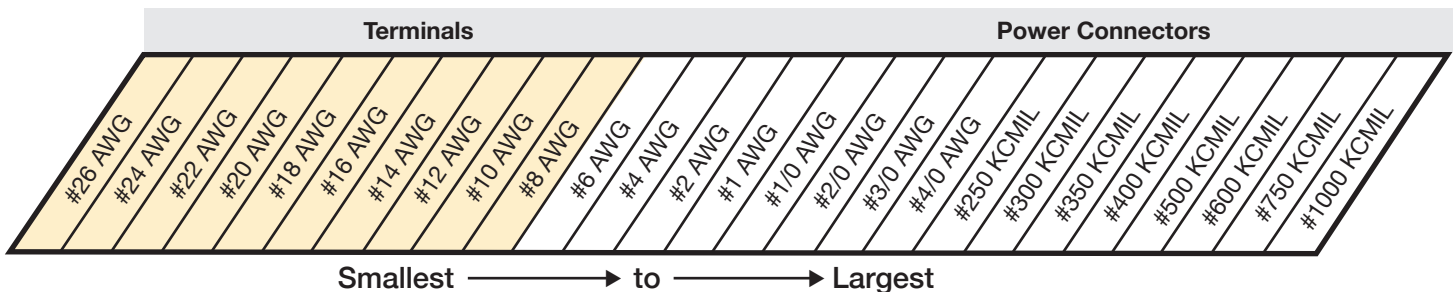 Terminals Power Connectors
#26 AWG
#24 AWG
#22 AWG
#20 AWG
#18 AWG
#16 AWG
#14 AWG
#12 AWG
#10 AWG
#8 AWG
#6 AWG
#4 AWG
#2 AWG
#1 AWG
#1/0 AWG
#2/0 AWG
#3/0 AWG
#4/0 AWG
#250 KCMIL
#300 KCMIL
#350 KCMIL
#400 KCMIL
#500 KCMIL
#600 KCMIL
#750 KCMIL
#1000 KCMIL
Smallest to Largest